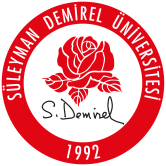 SÜLEYMAN DEMİREL ÜNİVERSİTESİ
S. Demirel
1992